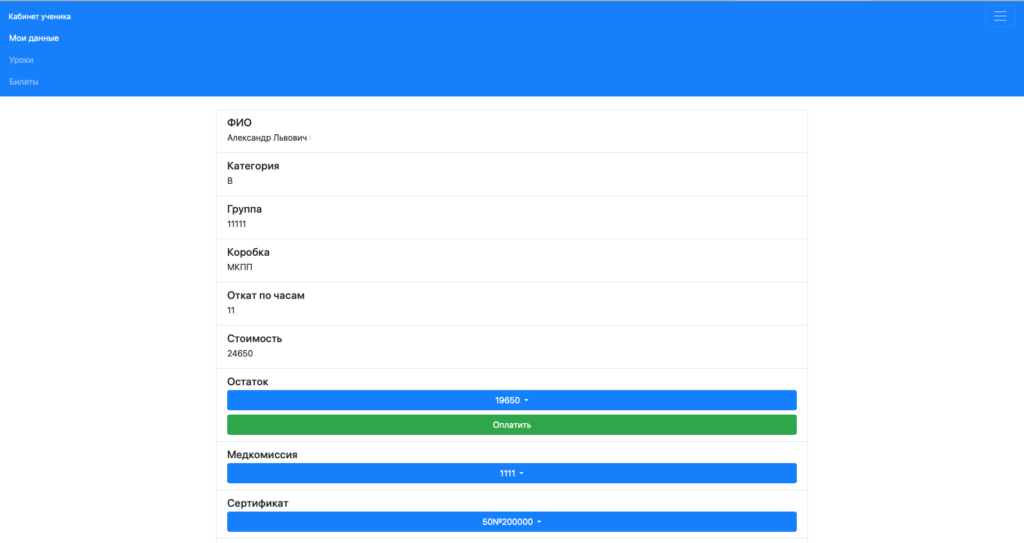 Кабинет ученика
Мои данные
Уроки
Билеты
ФИО
Александр Львович
Категория
B
Группа
11111
Коробка
МКПП
Откат по часам
11
Стоимость
24650
Остаток
19650
Оплатить
Медкомиссия
1111
Сертификат
50№200000